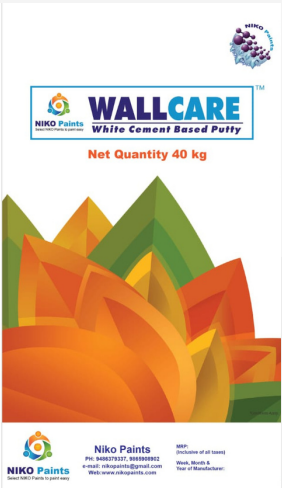 NIKO Paints
WALLCARE
TM
NIKO Paints
Select NIKO Paints to paint easy
White Cement Based Putty
Net Quantity 40 kg
NIKO Paints
Select NIKO Paints to paint easy
Niko Paints
PH: 9466379337, 9865906902
e-mail: nikopaints@gmail.com
Web:www.nikopaints.com
MRP:
(Inclusive of all taxes)
Week, Month &
Year of Manufacturer: